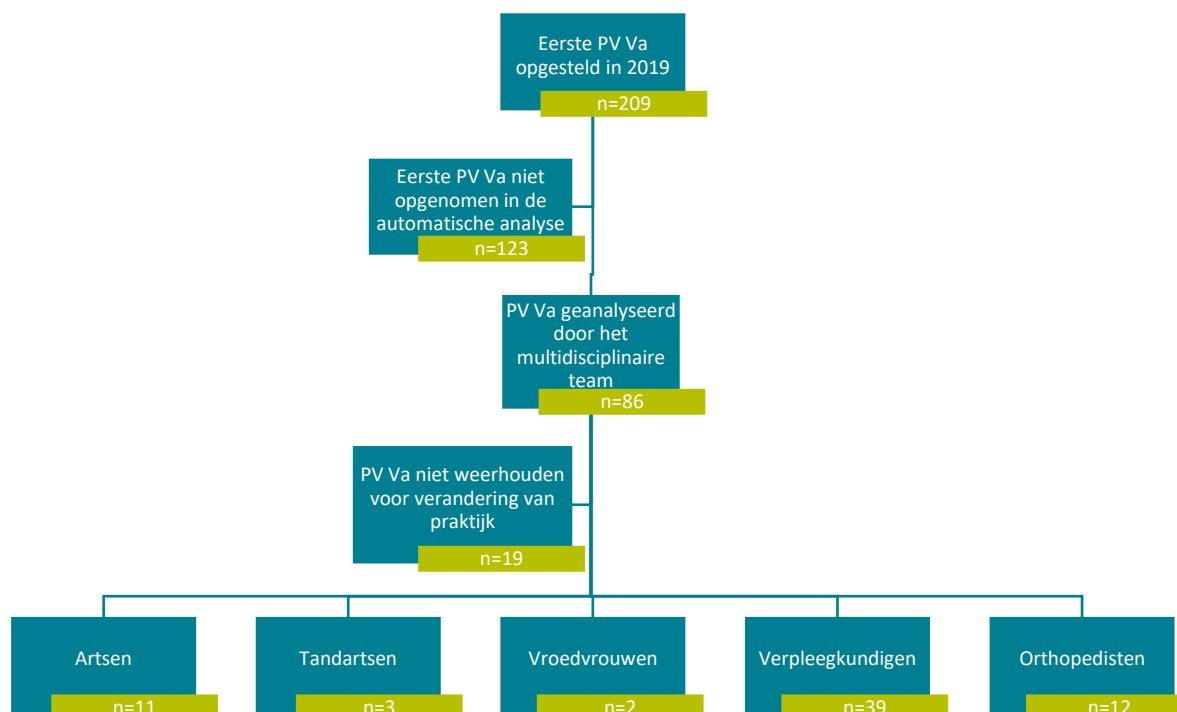 Eerste PV Va
opgesteld in 2019
n=209
Eerste PV Va niet
opgenomen in de
automatische analyse
n=123
PV Va geanalyseerd
door het
multidisciplinaire
team
n=86
PV Va niet weerhouden
voor verandering van
praktijk
n=19
Artsen
n=11
Tandartsen
n=3
Vroedvrouwen
n=2
Verpleegkundigen
n=39
Orthopedisten
n=12